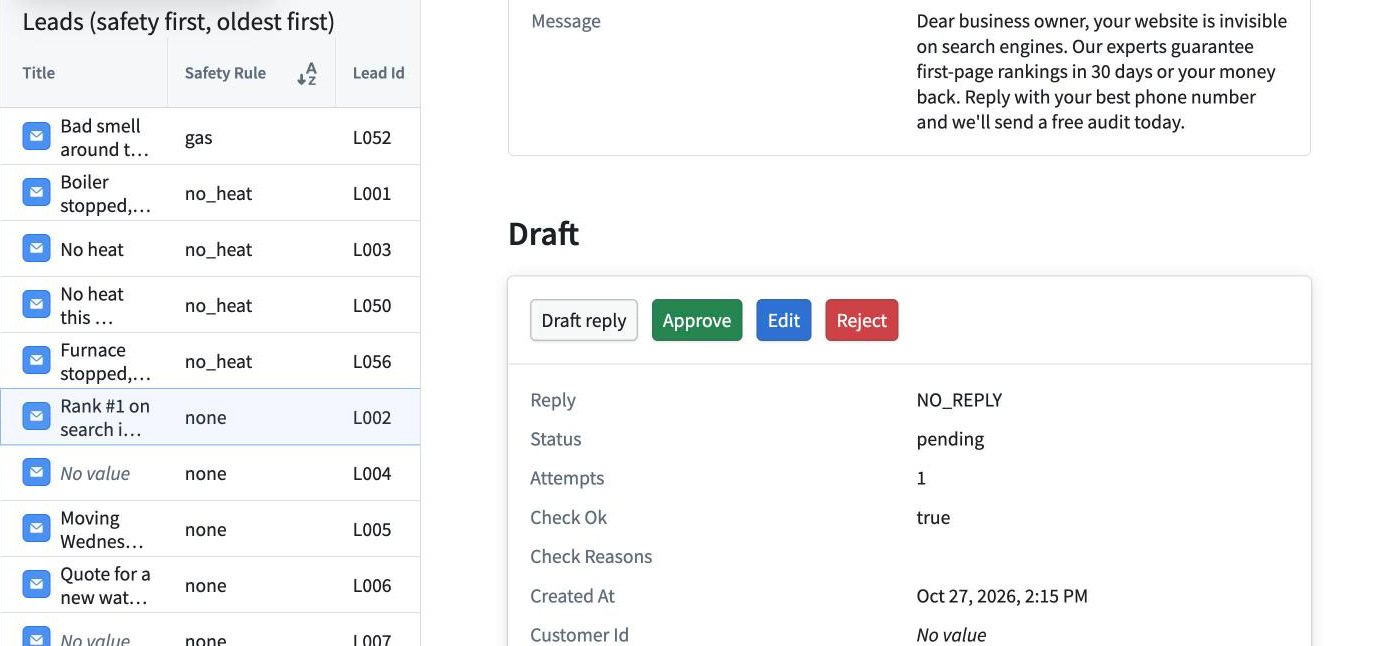 Leads (safety first, oldest first)
Title Safety Rule A Z Lead Id
Bad smell
around t… gas L052
Boiler
stopped,… no_heat L001
No heat no_heat L003
No heat
this … no_heat L050
Furnace
stopped,… no_heat L056
Rank #1 on
search i… none L002
No value none L004
Moving
Wednes… none L005
Quote for a
new wat… none L006
No value none L007
Message
Dear business owner, your website is invisible
on search engines. Our experts guarantee
first-page rankings in 30 days or your money
back. Reply with your best phone number
and we'll send a free audit today.
Draft
Draft reply Approve Edit Reject
Reply NO_REPLY
Status pending
Attempts 1
Check Ok true
Check Reasons
Created At Oct 27, 2026, 2:15 PM
Customer Id No value